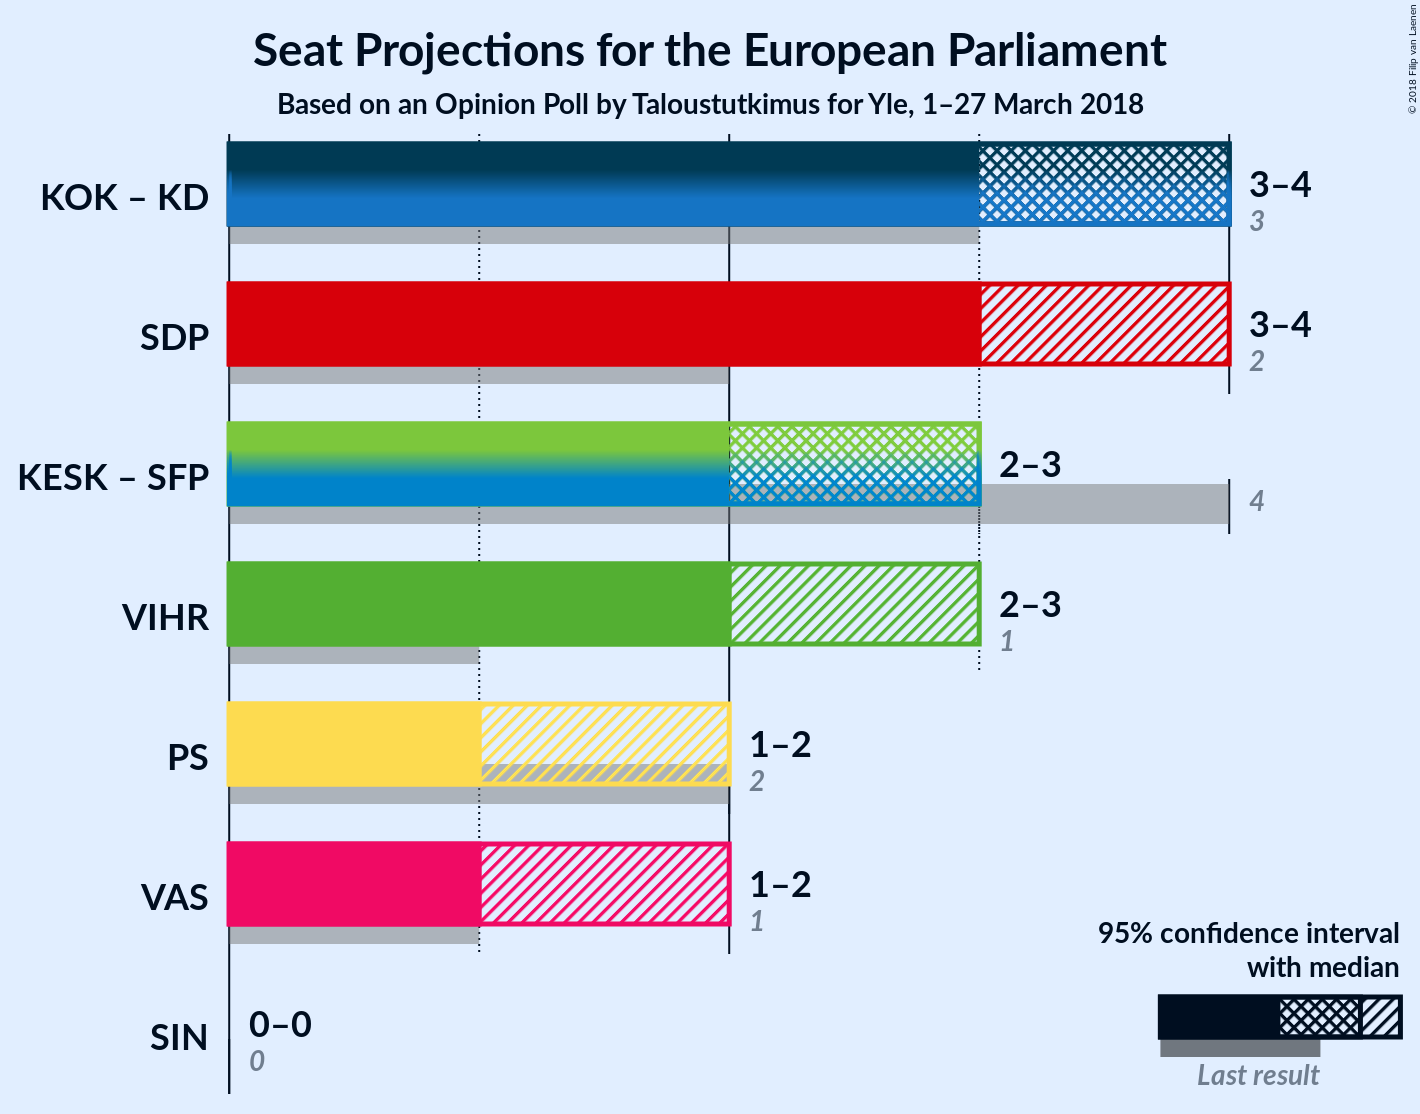 Seat Projections for the European Parliament
Based on an Opinion Poll by Taloustutkimus for Yle, 1–27 March 2018
© 2018 Filip van Laenen
KOK – KD
3–4
3
SDP
3–4
2
KESK – SFP
2–3
4
VIHR
2–3
1
PS
1–2
2
VAS
1–2
1
SIN
0–0
0
95% confidence interval
with median
Last result